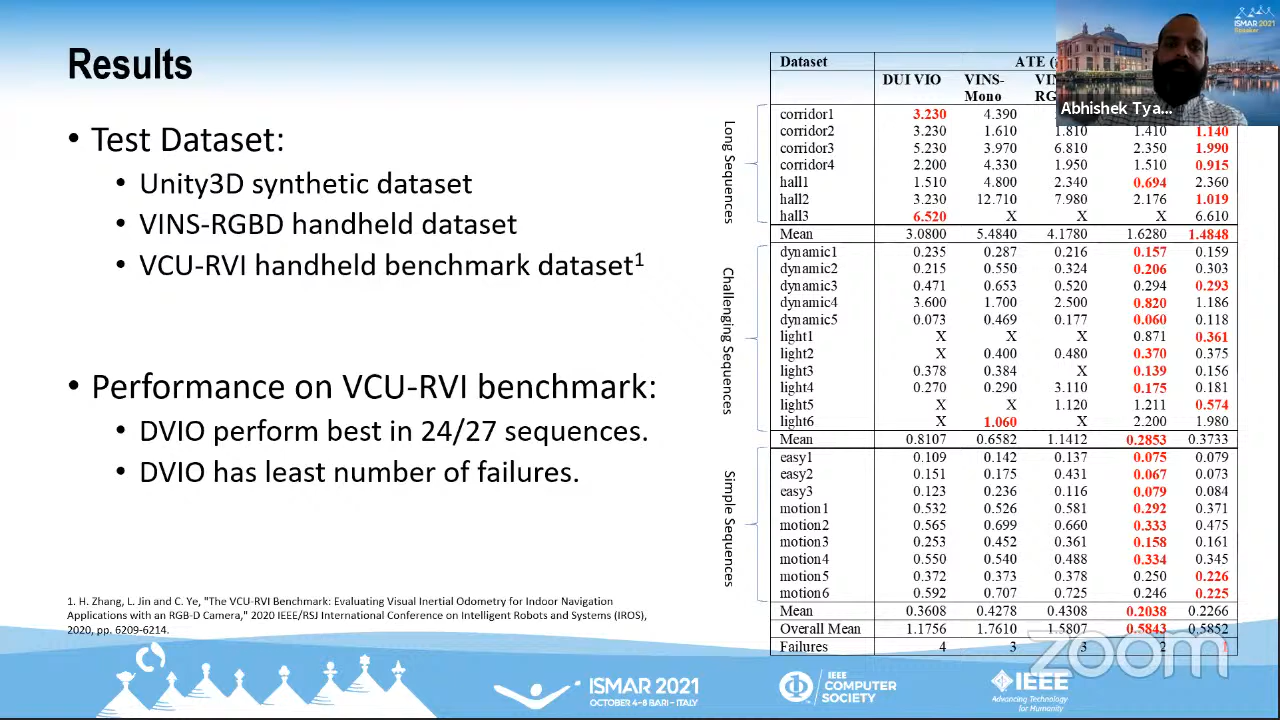 Results
• Test Dataset:
• Unity3D synthetic dataset
• VINS-RGBD handheld dataset
• VCU-RVI handheld benchmark dataset1
• Performance on VCU-RVI benchmark:
• DVIO perform best in 24/27 sequences.
• DVIO has least number of failures.
1. H. Zhang, L. Jin and C. Ye, "The VCU-RVI Benchmark: Evaluating Visual Inertial Odometry for Indoor Navigation
Applications with an RGB-D Camera," 2020 IEEE/RSJ International Conference on Intelligent Robots and Systems (IROS),
2020, pp. 6209-6214.
Long Sequences
Challenging Sequences
Simple Sequences
Dataset ATE
DUI VIO VINS-
Mono
corridor1 3.230 4.390
corridor2 3.230 1.610 1.810 1.410 1.140
corridor3 5.230 3.970 6.810 2.350 1.990
corridor4 2.200 4.330 1.950 1.510 0.915
hall1 1.510 4.800 2.340 0.694 2.360
hall2 3.230 12.710 7.980 2.176 1.019
hall3 6.520 X X X 6.610
Mean 3.0800 5.4840 4.1780 1.6280 1.4848
dynamic1 0.235 0.287 0.216 0.157 0.159
dynamic2 0.215 0.550 0.324 0.206 0.303
dynamic3 0.471 0.653 0.520 0.294 0.293
dynamic4 3.600 1.700 2.500 0.820 1.186
dynamic5 0.073 0.469 0.177 0.060 0.118
light1 X X X 0.871 0.361
light2 X 0.400 0.480 0.370 0.375
light3 0.378 0.384 X 0.139 0.156
light4 0.270 0.290 3.110 0.175 0.181
light5 X X 1.120 1.211 0.574
light6 X 1.060 X 2.200 1.980
Mean 0.8107 0.6582 1.1412 0.2853 0.3733
easy1 0.109 0.142 0.137 0.075 0.079
easy2 0.151 0.175 0.431 0.067 0.073
easy3 0.123 0.236 0.116 0.079 0.084
motion1 0.532 0.526 0.581 0.292 0.371
motion2 0.565 0.699 0.660 0.333 0.475
motion3 0.253 0.452 0.361 0.158 0.161
motion4 0.550 0.540 0.488 0.334 0.345
motion5 0.372 0.373 0.378 0.250 0.226
motion6 0.592 0.707 0.725 0.246 0.225
Mean 0.3608 0.4278 0.4308 0.2038 0.2266
Overall Mean 1.1756 1.7610 1.5807 0.5843 0.5852
Failures 4 3 3 2 1
ISMAR 2021
Speaker
Abhishek Tya...
zoom
ISMAR 2021
OCTOBER 4-8 BARI - ITALY
IEEE
COMPUTER
SOCIETY
IEEE
Advancing Technology
for Humanity